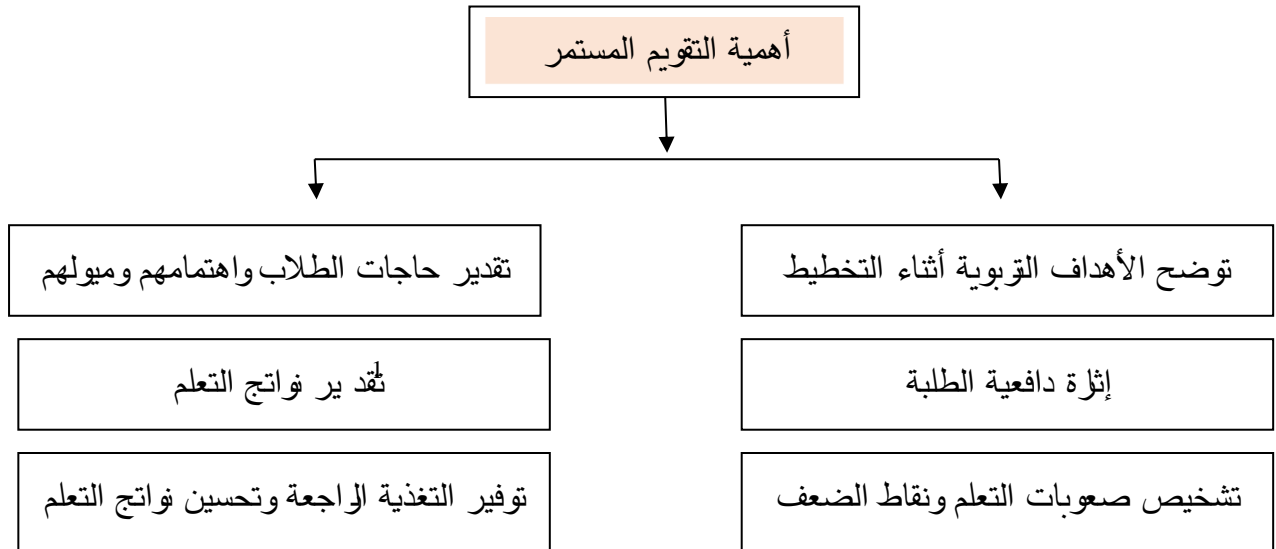 أهمية التقويم المستمر
توضح الأهداف التربوية أثناء التخطيط
تقدير حاجات الطلاب واهتمامهم وميولهم
إثارة دافعية الطلبة
تقدير نواتج التعلم
تشخيص صعوبات التعلم ونقاط الضعف
توفير التغذية الراجعة وتحسين نواتج التعلم